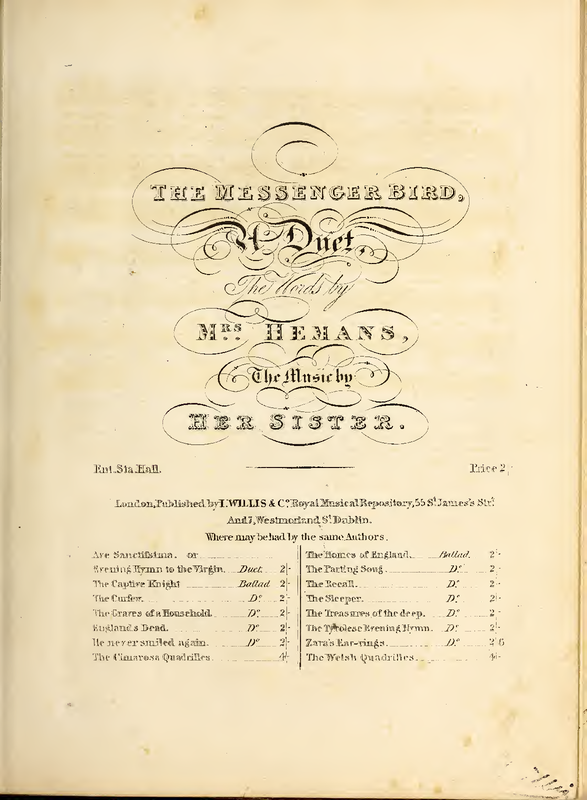 THE MESSENGER BIRD,
A Duet,
The Words by
MRS. HEMANS,
The Music by
HER SISTER.
Ent. Sta. Hall. Price 2/-
London, Published by I. WILLIS & Co. Royal Musical Repository, 55 St. James's Strt.
And 7, Westmorland St. Dublin.
Where may be had by the same Authors.
Ave Sanctissima. or
Evening Hymn to the Virgin. Duet. 2/-
The Captive Knight Ballad 2/-
The Curfew. Do. 2/-
The Graves of a Household. Do. 2/-
England's Dead. Do. 2/-
He never smiled again. Do. 2/-
The Cimarosa Quadrilles. 4/-
The Homes of England. Ballad. 2/-
The Parting Song Do. 2/-
The Recall. Do. 2/-
The Sleeper. Do. 2/-
The Treasures of the deep. Do. 2/-
The Tyrolese Evening Hymn. Do. 2/-
Zara's Ear-rings. Do. 2/6
The Welsh Quadrilles. 4/-